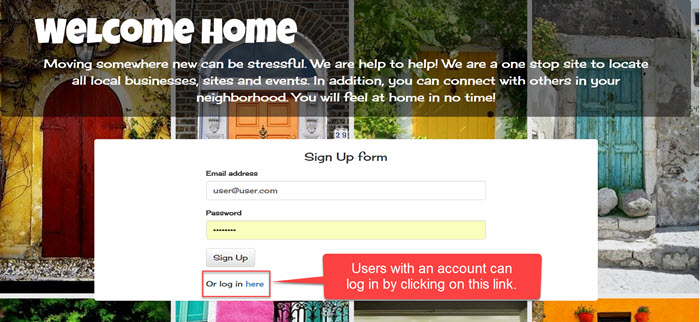 Welcome Home
Moving somewhere new can be stressful. We are help to help! We are a one stop site to locate
all local businesses, sites and events. In addition, you can connect with others in your
neighborhood. You will feel at home in no time!
29
Sign Up form
Email address
user@user.com
Password
••••••••
Sign Up
Or log in here
Users with an account can
log in by clicking on this link.